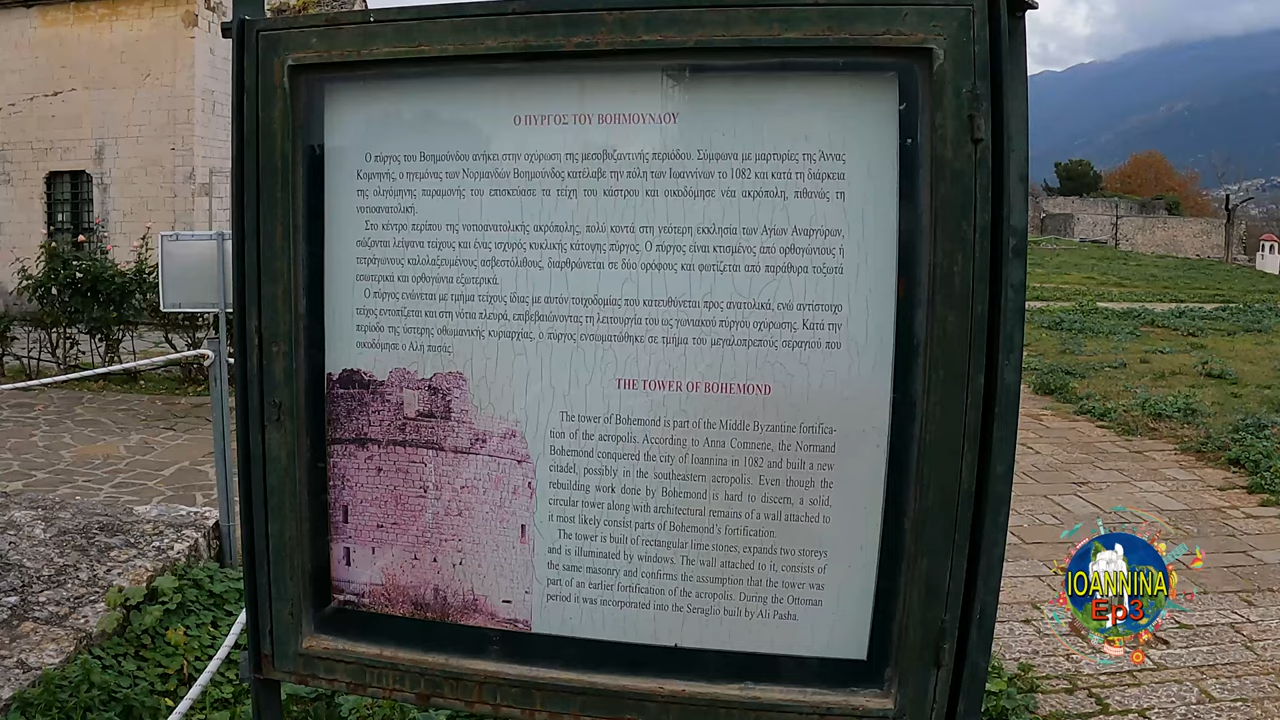 Ο ΠΥΡΓΟΣ ΤΟΥ ΒΟΗΜΟΥΝΔΟΥ
Ο πύργος του Βοημούνδου ανήκει στην οχύρωση της μεσοβυζαντινής περιόδου. Σύμφωνα με μαρτυρίες της Άννας
Κομνηνής, ο ηγεμόνας των Νορμανδών Βοημούνδος κατέλαβε την πόλη των Ιωαννίνων το 1082 και κατά τη διάρκεια
της ολιγόμηνης παραμονής του επισκεύασε τα τείχη του κάστρου και οικοδόμησε νέα ακρόπολη, πιθανώς τη
νοτιοανατολική.
Στο κέντρο περίπου της νοτιοανατολικής ακρόπολης, πολύ κοντά στη νεότερη εκκλησία των Αγίων Αναργύρων,
σώζονται λείψανα τείχους και ένας ισχυρός κυκλικής κάτοψης πύργος. Ο πύργος είναι κτισμένος από ορθογώνιους ή
τετράγωνους καλολαξευμένους ασβεστόλιθους, διαρθρώνεται σε δύο ορόφους και φωτίζεται από παράθυρα τοξωτά
εσωτερικά και ορθογώνια εξωτερικά.
Ο πύργος ενώνεται με τμήμα τείχους ίδιας με αυτόν τοιχοδομίας που κατευθύνεται προς ανατολικά, ενώ αντίστοιχο
τείχος εντοπίζεται και στη νότια πλευρά, επιβεβαιώνοντας τη λειτουργία του ως γωνιακού πύργου οχύρωσης. Κατά την
περίοδο της ύστερης οθωμανικής κυριαρχίας, ο πύργος ενσωματώθηκε σε τμήμα του μεγαλοπρεπούς σεραγιού που
οικοδόμησε ο Αλή πασάς.
THE TOWER OF BOHEMOND
The tower of Bohemond is part of the Middle Byzantine fortifica-
tion of the acropolis. According to Anna Comnene, the Normand
Bohemond conquered the city of Ioannina in 1082 and built a new
citadel, possibly in the southeastern acropolis. Even though the
rebuilding work done by Bohemond is hard to discern, a solid,
circular tower along with architectural remains of a wall attached to
it most likely consist parts of Bohemond's fortification.
The tower is built of rectangular lime stones, expands two storeys
and is illuminated by windows. The wall attached to it, consists of
the same masonry and confirms the assumption that the tower was
part of an earlier fortification of the acropolis. During the Ottoman
period it was incorporated into the Seraglio built by Ali Pasha.
IOANNINA
Ep3